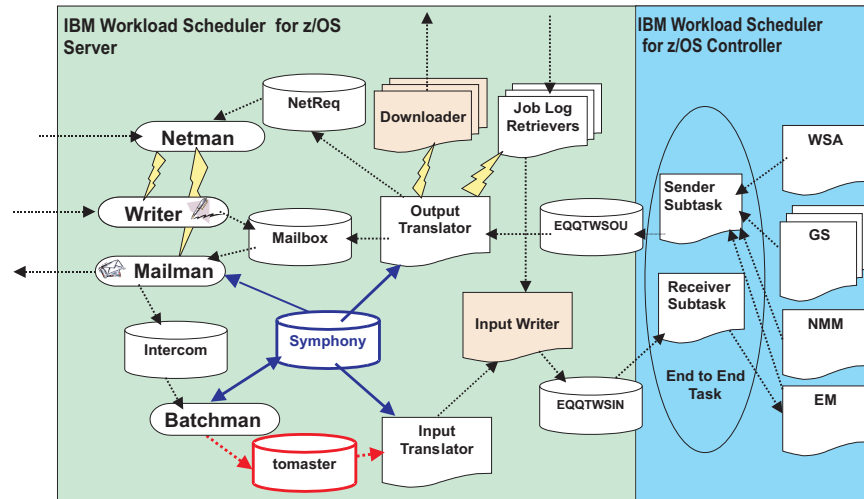 IBM Workload Scheduler for z/OS
Server
IBM Workload Scheduler
for z/OS Controller
NetReq
Downloader
Job Log
Retrievers
Netman
WSA
Sender
Subtask
Writer
Output
Translator
EQQTWSOU
GS
Mailbox
Mailman
Receiver
Subtask
Symphony
Input Writer
NMM
Intercom
End to End
Task
EQQTWSIN
EM
Batchman
Input
Translator
tomaster